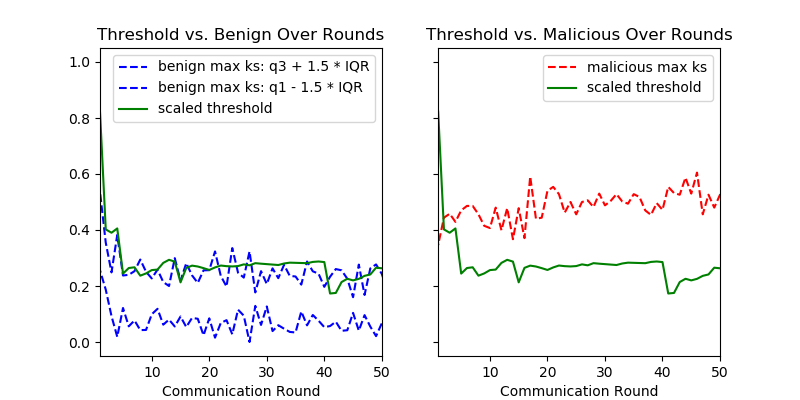 Threshold vs. Benign Over Rounds
benign max ks: q3 + 1.5 * IQR
benign max ks: q1 - 1.5 * IQR
scaled threshold
1.0
0.8
0.6
0.4
0.2
0.0
10 20 30 40 50
Communication Round
Threshold vs. Malicious Over Rounds
malicious max ks
scaled threshold
10 20 30 40 50
Communication Round